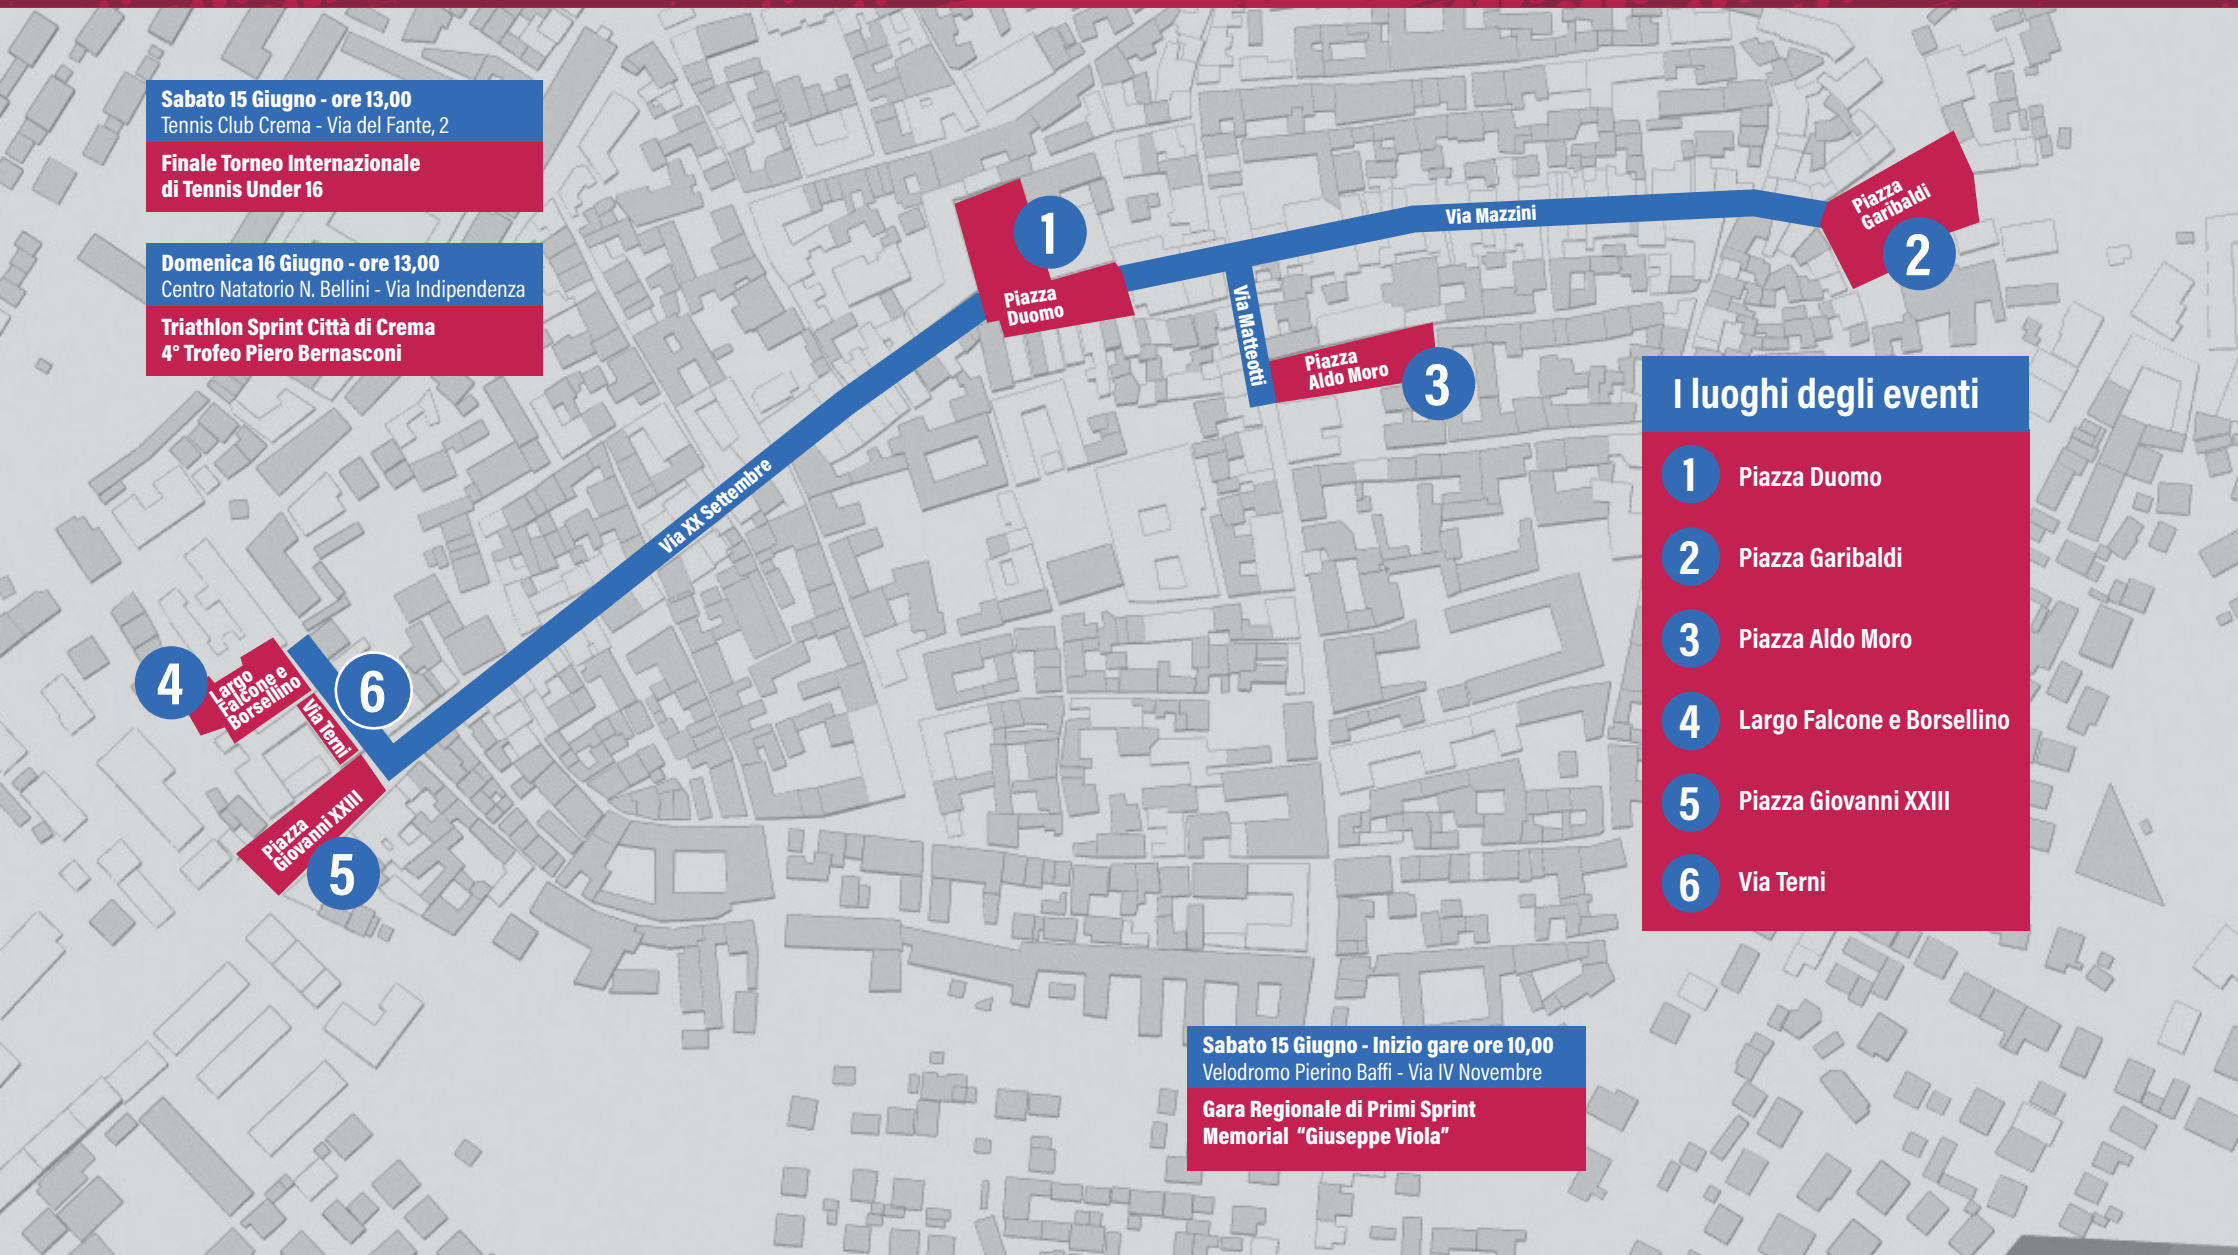 Sabato 15 Giugno - ore 13,00
Tennis Club Crema - Via del Fante, 2
Finale Torneo Internazionale
di Tennis Under 16
Domenica 16 Giugno - ore 13,00
Centro Natatorio N. Bellini - Via Indipendenza
Triathlon Sprint Città di Crema
4° Trofeo Piero Bernasconi
1
Piazza
Duomo
Via Mazzini
Piazza
Garibaldi
2
Via Matteotti
Piazza
Aldo Moro
3
Via XX Settembre
4
Largo
Falcone e
Borsellino
6
Via Terni
Piazza
Giovanni XXIII
5
I luoghi degli eventi
1 Piazza Duomo
2 Piazza Garibaldi
3 Piazza Aldo Moro
4 Largo Falcone e Borsellino
5 Piazza Giovanni XXIII
6 Via Terni
Sabato 15 Giugno - Inizio gare ore 10,00
Velodromo Pierino Baffi - Via IV Novembre
Gara Regionale di Primi Sprint
Memorial “Giuseppe Viola”